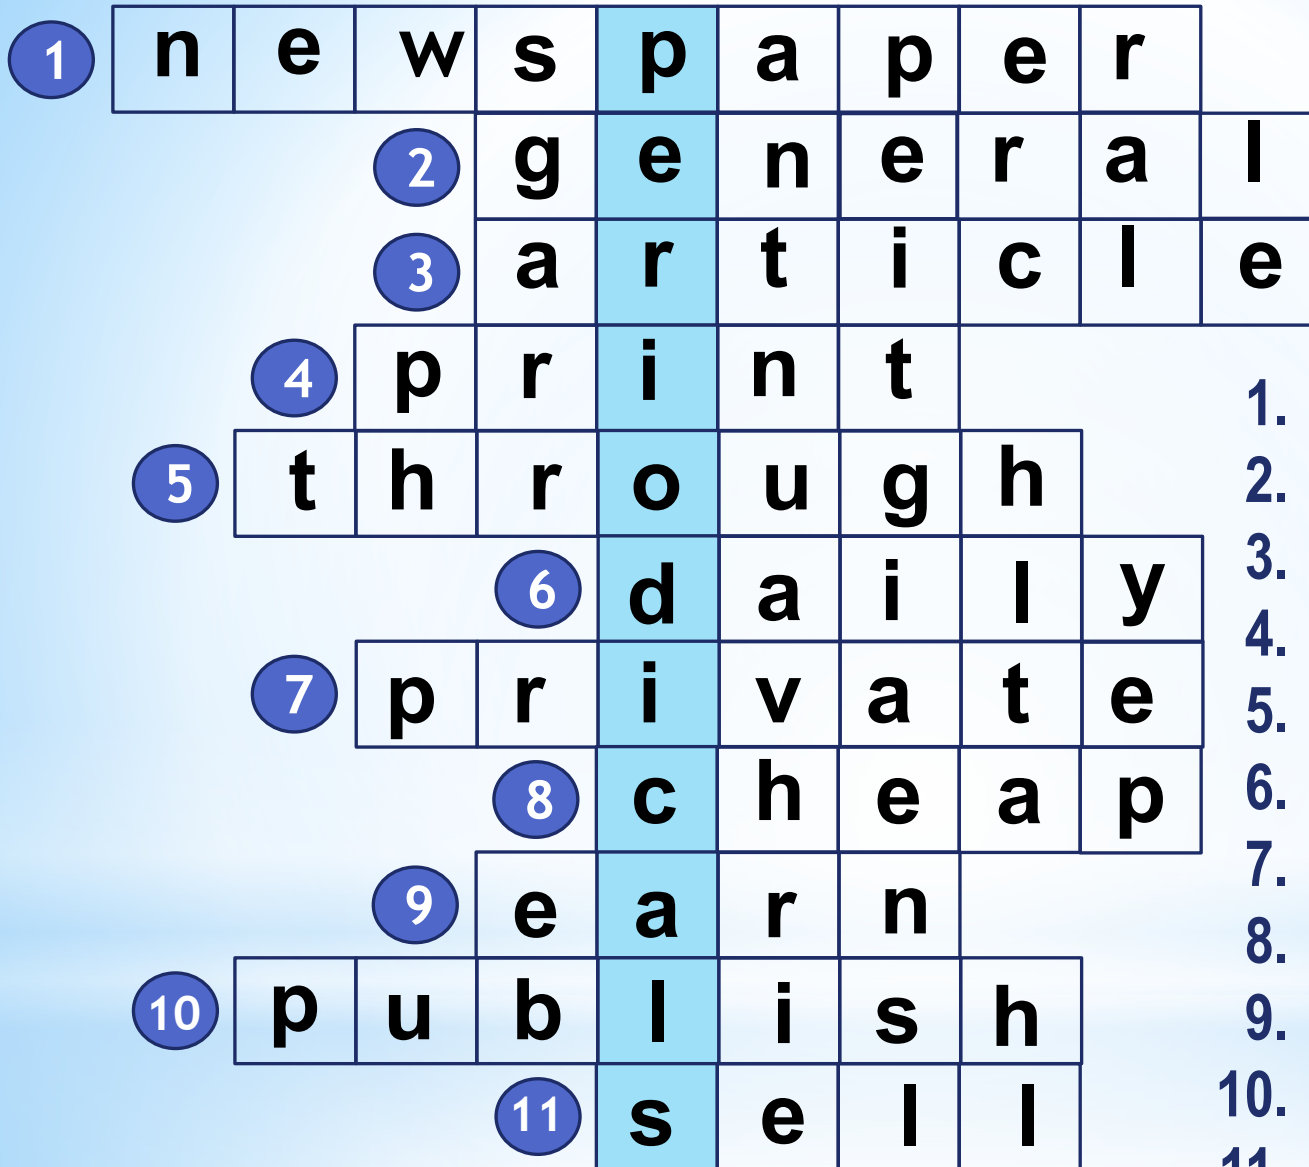 1 newspaper
2 general
3 article
4 print
5 through
6 daily
7 private
8 cheap
9 earn
10 publish
11 sell
1.
2.
3.
4.
5.
6.
7.
8.
9.
10.
11.